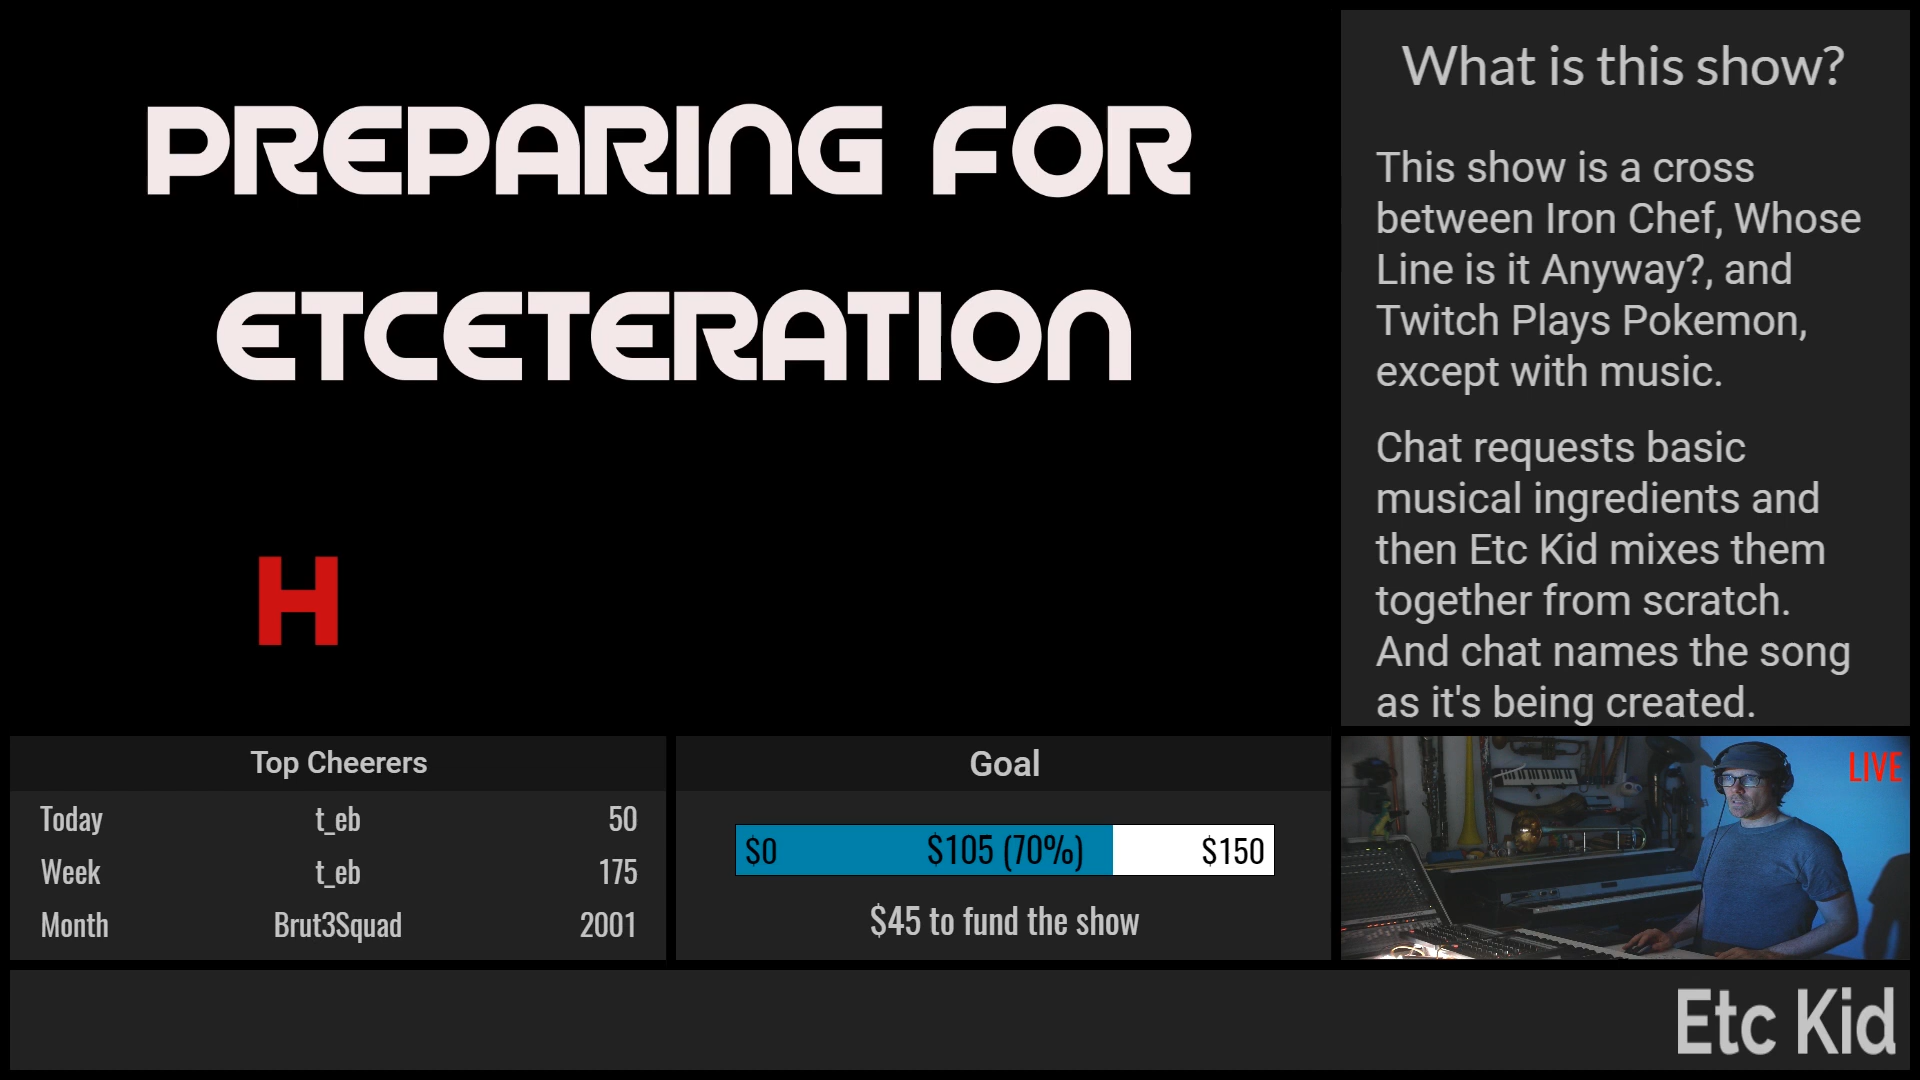 PREPARING FOR
ETCETERATION
H
What is this show?
This show is a cross
between Iron Chef, Whose
Line is it Anyway?, and
Twitch Plays Pokemon,
except with music.
Chat requests basic
musical ingredients and
then Etc Kid mixes them
together from scratch.
And chat names the song
as it's being created.
Top Cheerers
Today t_eb 50
Week t_eb 175
Month Brut3Squad 2001
Goal
$0 $105 (70%) $150
$45 to fund the show
LIVE
Etc Kid